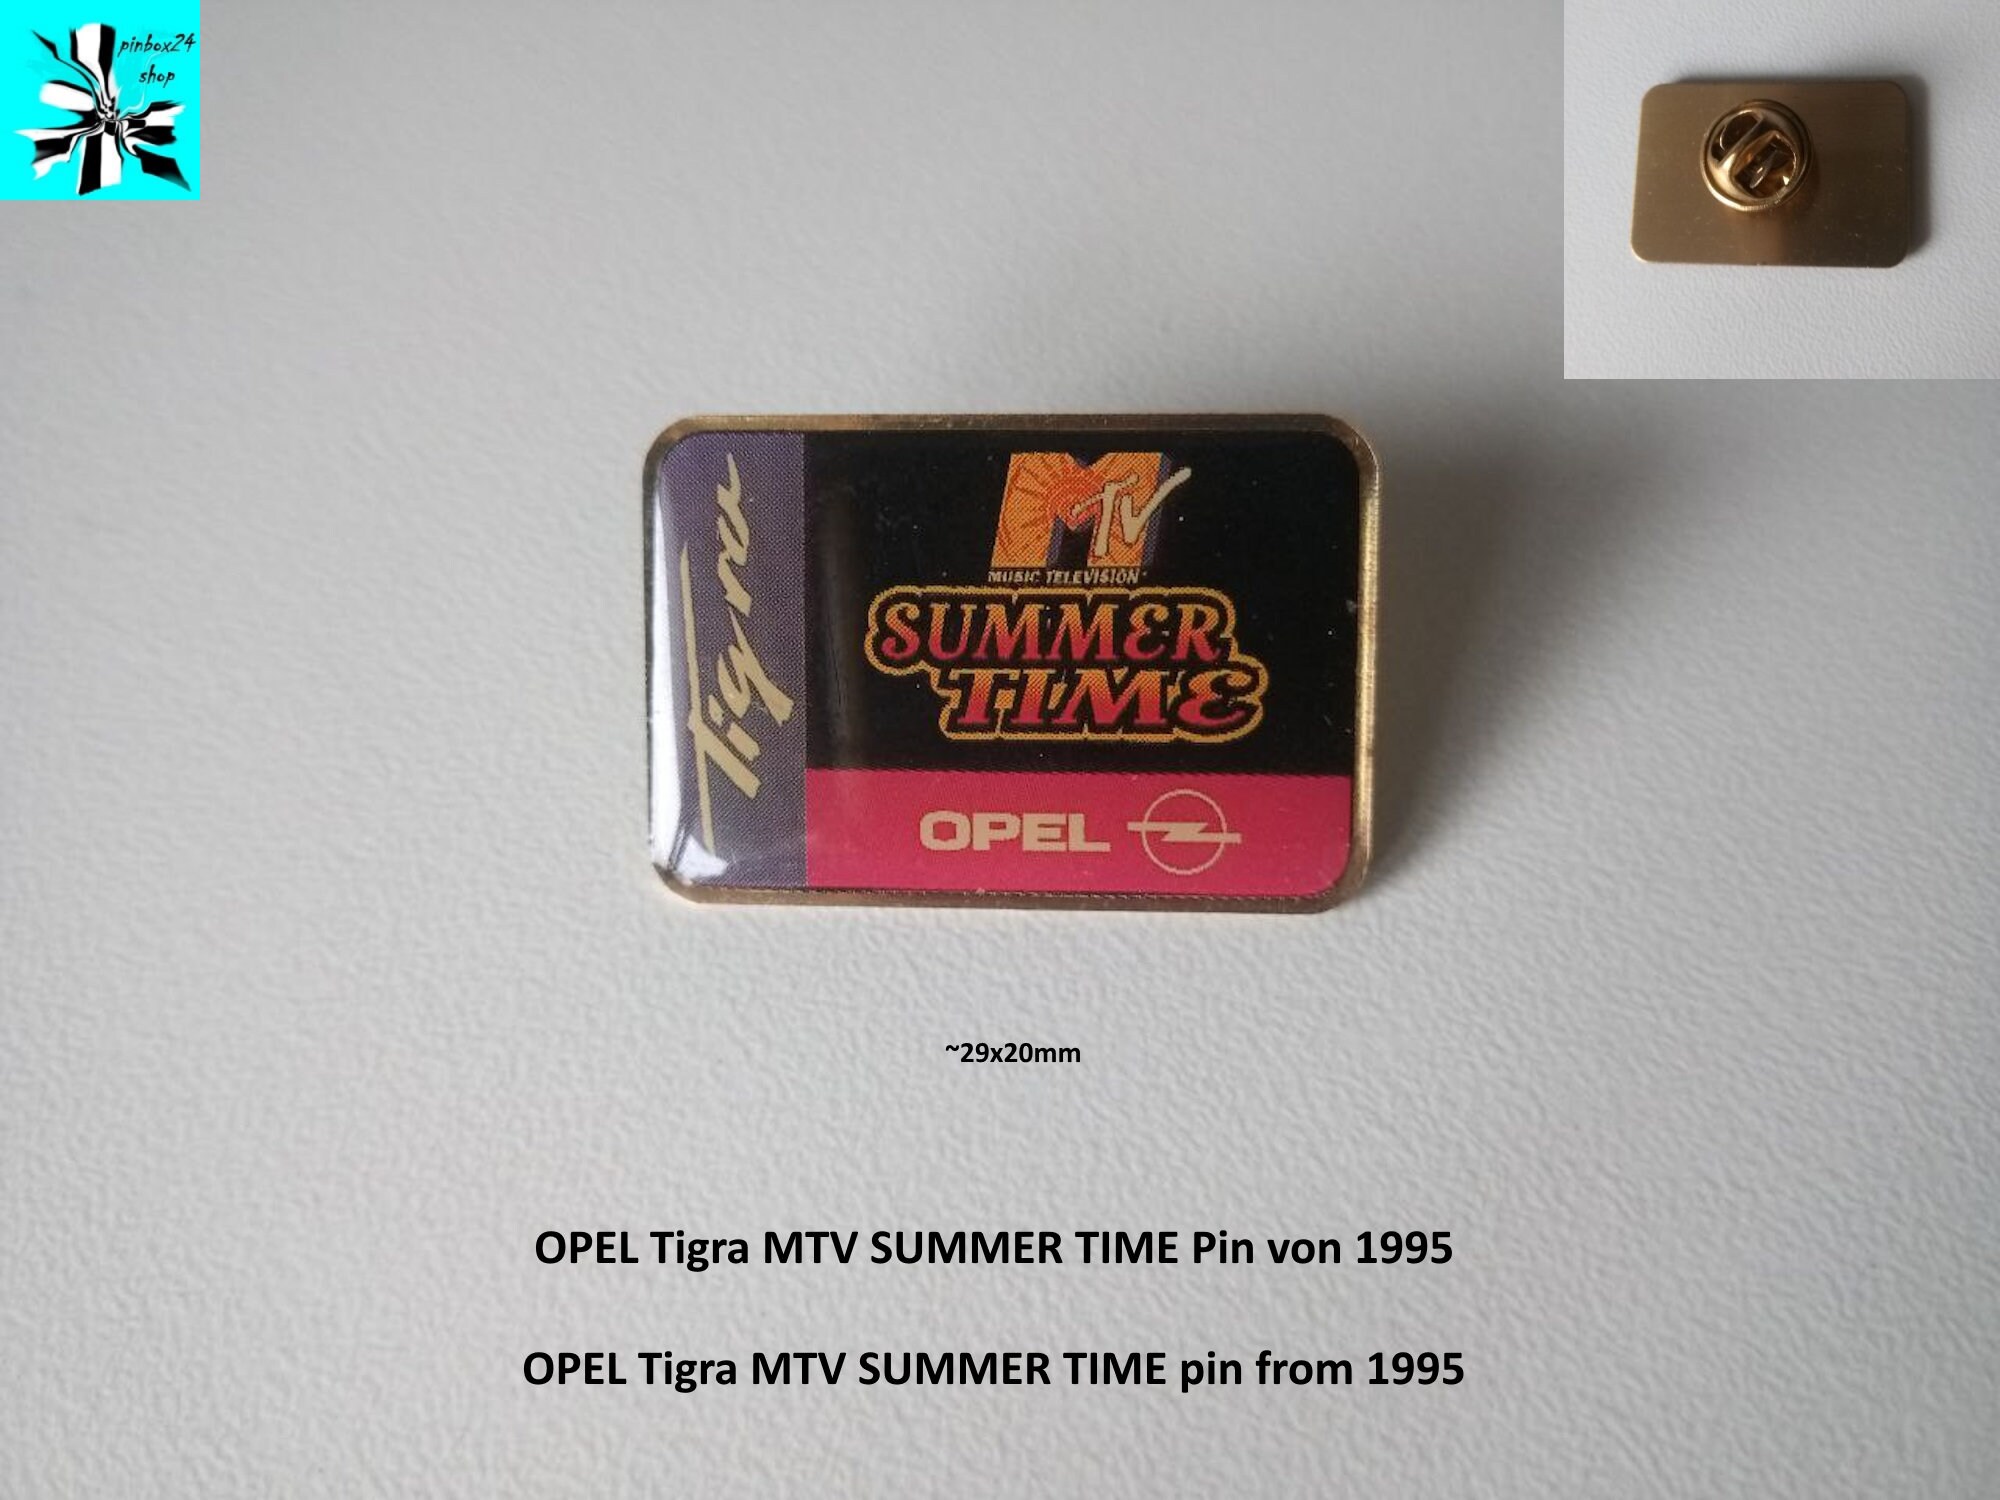 pinbox24
shop
Tigra
MTV
MUSIC TELEVISION
SUMMER
TIME
OPEL
~29x20mm
OPEL Tigra MTV SUMMER TIME Pin von 1995
OPEL Tigra MTV SUMMER TIME pin from 1995